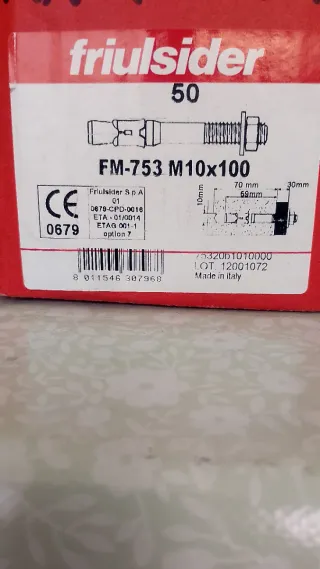 friulsider
50
FM-753 M10x100
CE
0679
Friulsider S.p.A
01
0679-CPD-0016
ETA - 01/0014
ETAG 001-1
option 7
70 mm
30mm
59mm
10mm
8 011546 307968
7532061010000
LOT. 12001072
Made in Italy